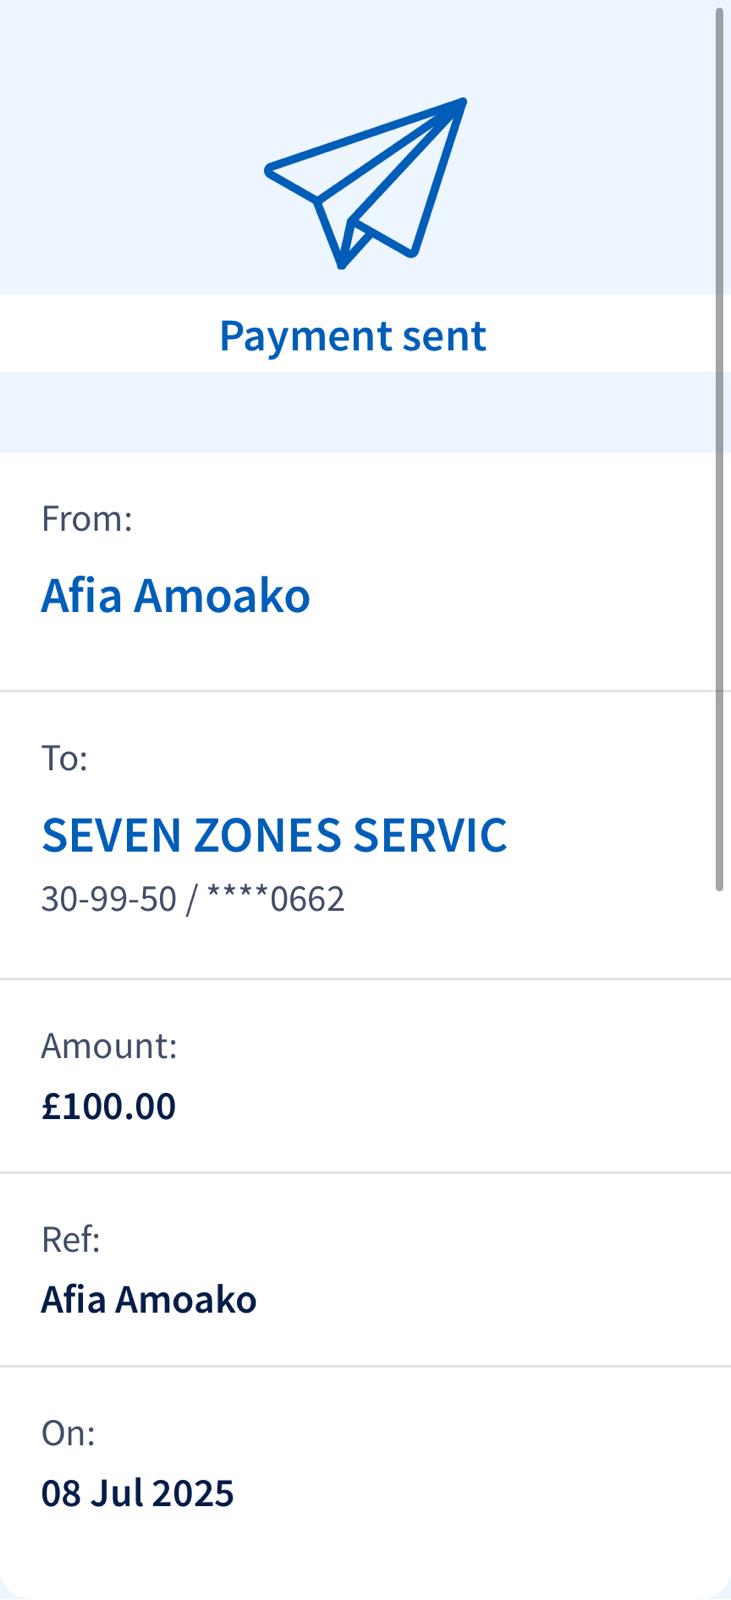 Payment sent
From:
Afia Amoako
To:
SEVEN ZONES SERVIC
30-99-50 / ****0662
Amount:
£100.00
Ref:
Afia Amoako
On:
08 Jul 2025